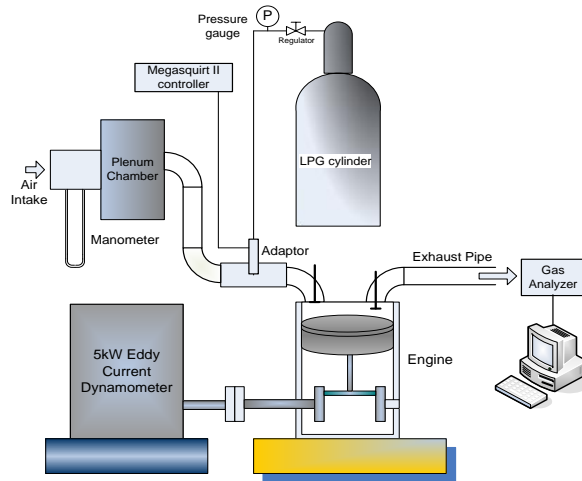 Pressure
gauge
P
Regulator
Megasquirt II
controller
LPG cylinder
Plenum
Chamber
Air
Intake
Manometer
Adaptor
Exhaust Pipe
Gas
Analyzer
5kW Eddy
Current
Dynamometer
Engine